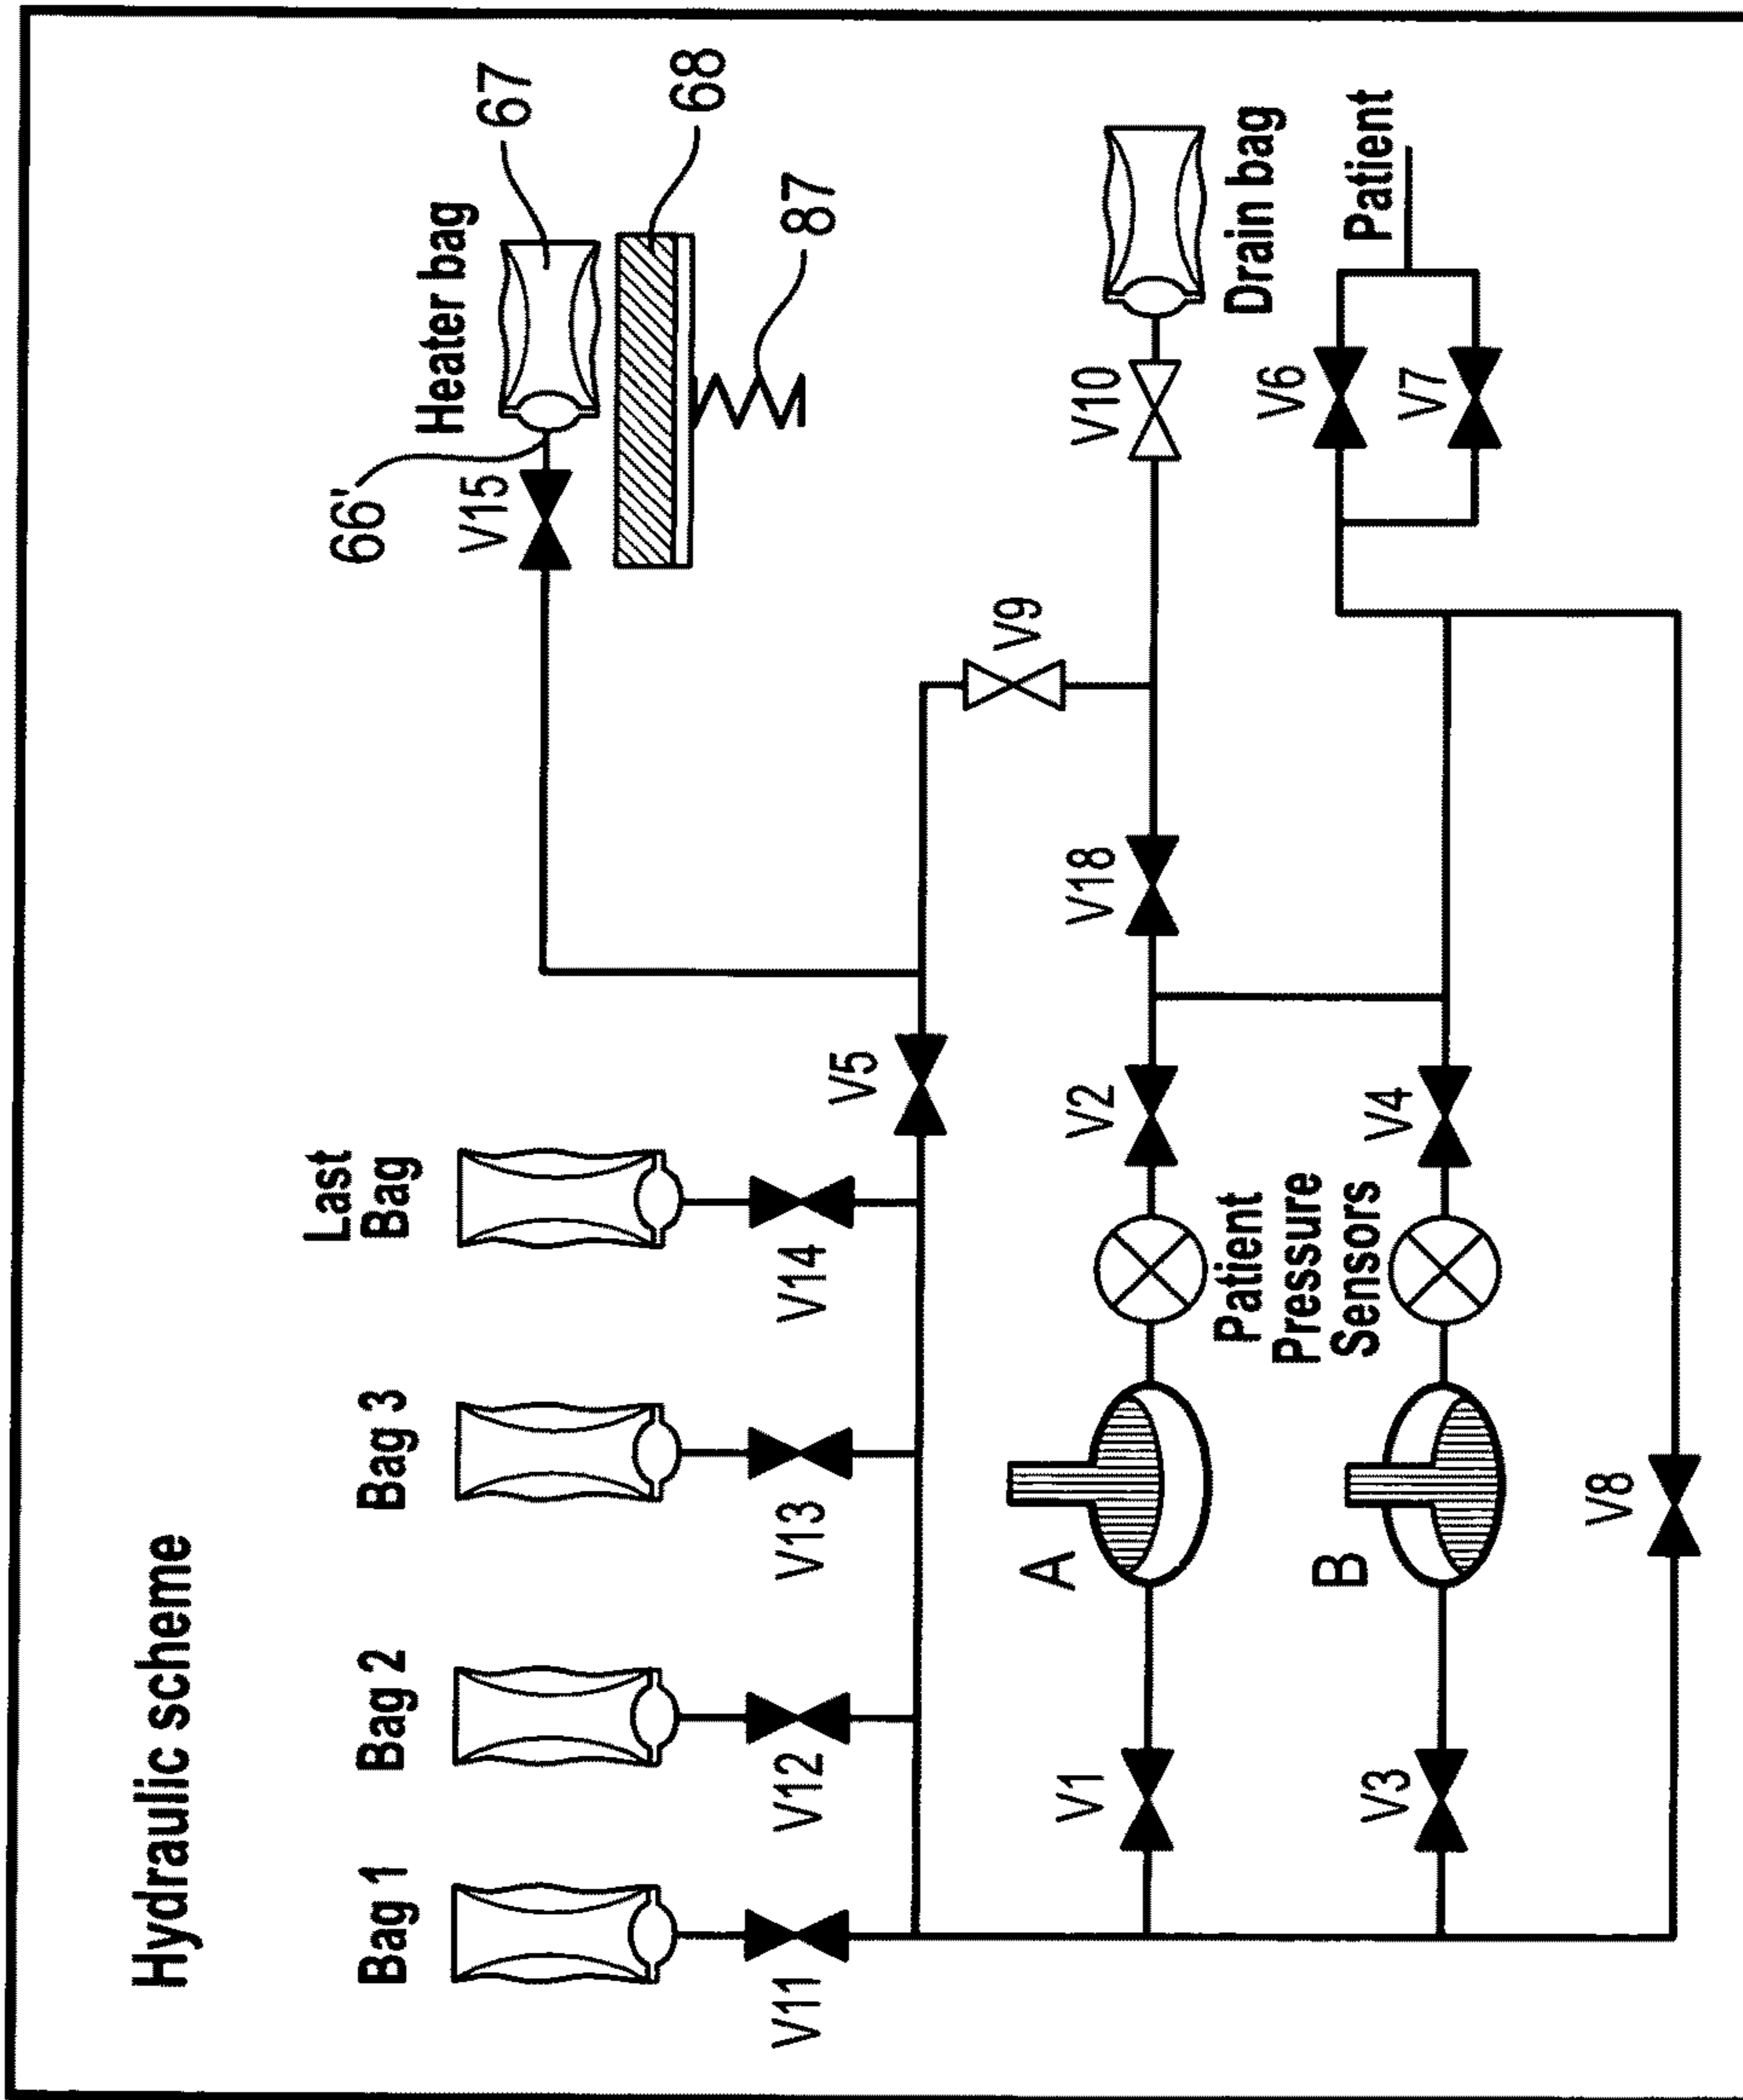 Hydraulic scheme
Bag 1
Bag 2
Bag 3
Last
Bag
Heater bag
66'
67
68
87
V11
V12
V13
V14
V5
V15
V9
A
V1
Patient
Pressure
Sensors
V2
V18
V10
Drain bag
B
V3
V4
V6
V7
Patient
V8